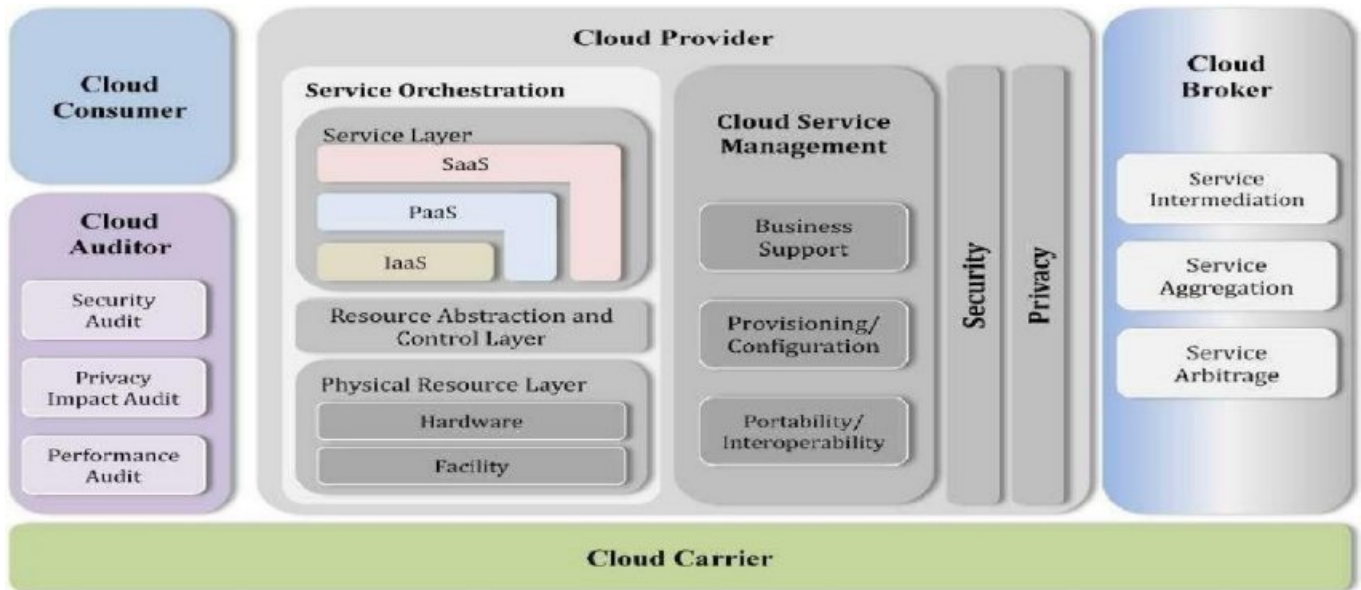 Cloud
Consumer
Cloud
Auditor
Security
Audit
Privacy
Impact Audit
Performance
Audit
Cloud Provider
Service Orchestration
Service Layer
SaaS
PaaS
IaaS
Resource Abstraction and
Control Layer
Physical Resource Layer
Hardware
Facility
Cloud Service
Management
Business
Support
Provisioning/
Configuration
Portability/
Interoperability
Security
Privacy
Cloud
Broker
Service
Intermediation
Service
Aggregation
Service
Arbitrage
Cloud Carrier